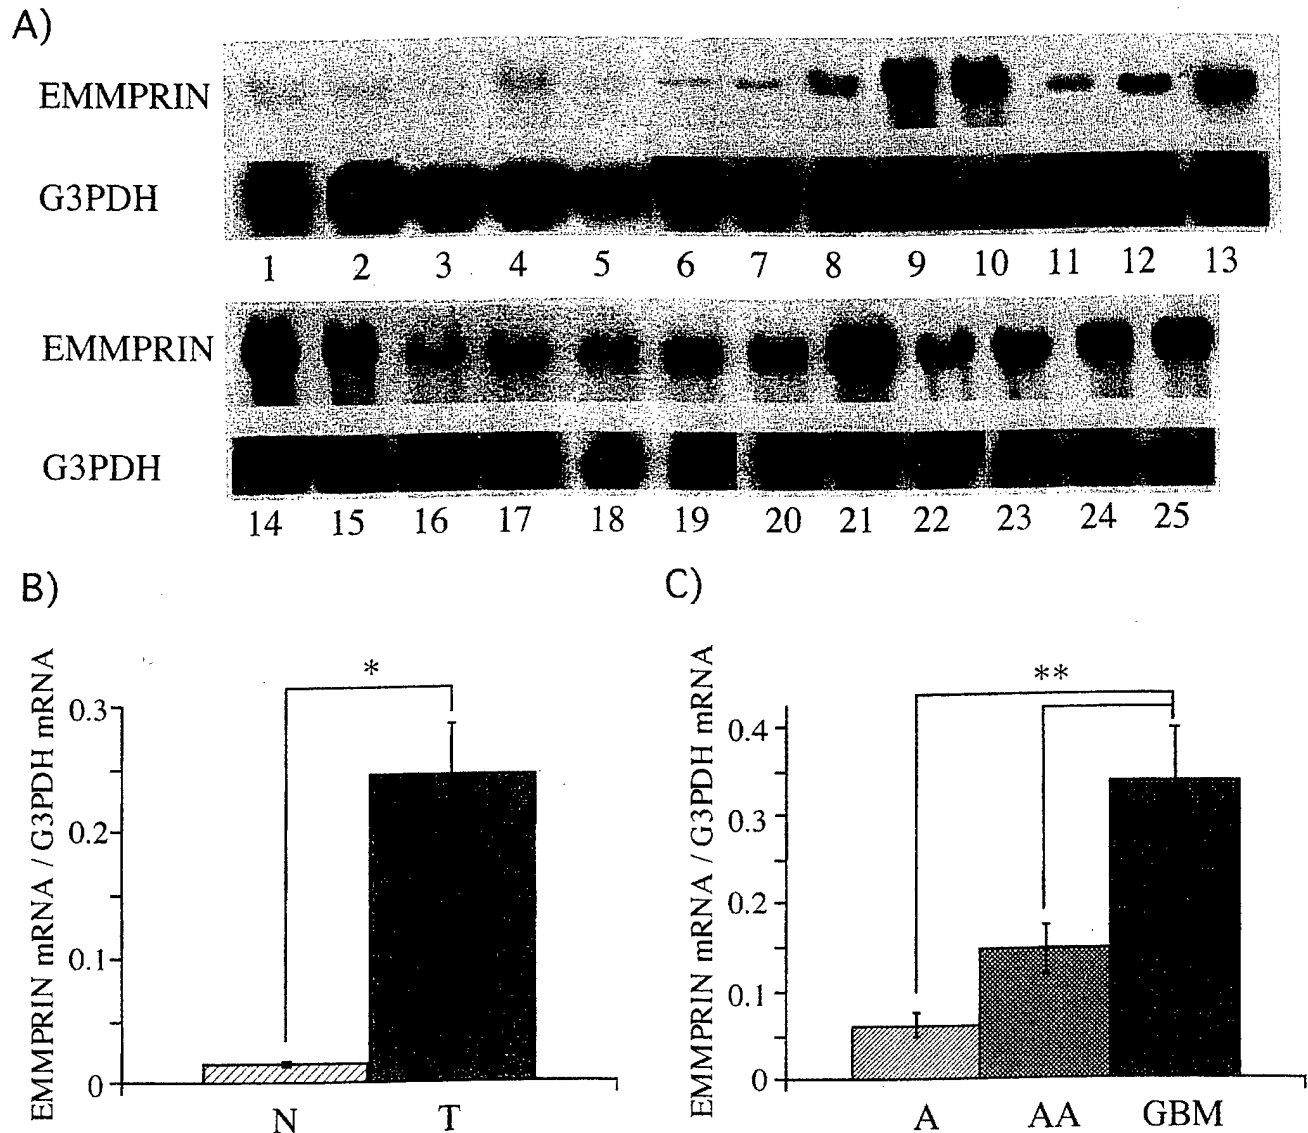 A)
EMMPRIN
G3PDH
1 2 3 4 5 6 7 8 9 10 11 12 13
EMMPRIN
G3PDH
14 15 16 17 18 19 20 21 22 23 24 25
B)
EMMPRIN mRNA / G3PDH mRNA
*
0.3
0.2
0.1
0
N T
C)
EMMPRIN mRNA / G3PDH mRNA
**
0.4
0.3
0.2
0.1
0
A AA GBM